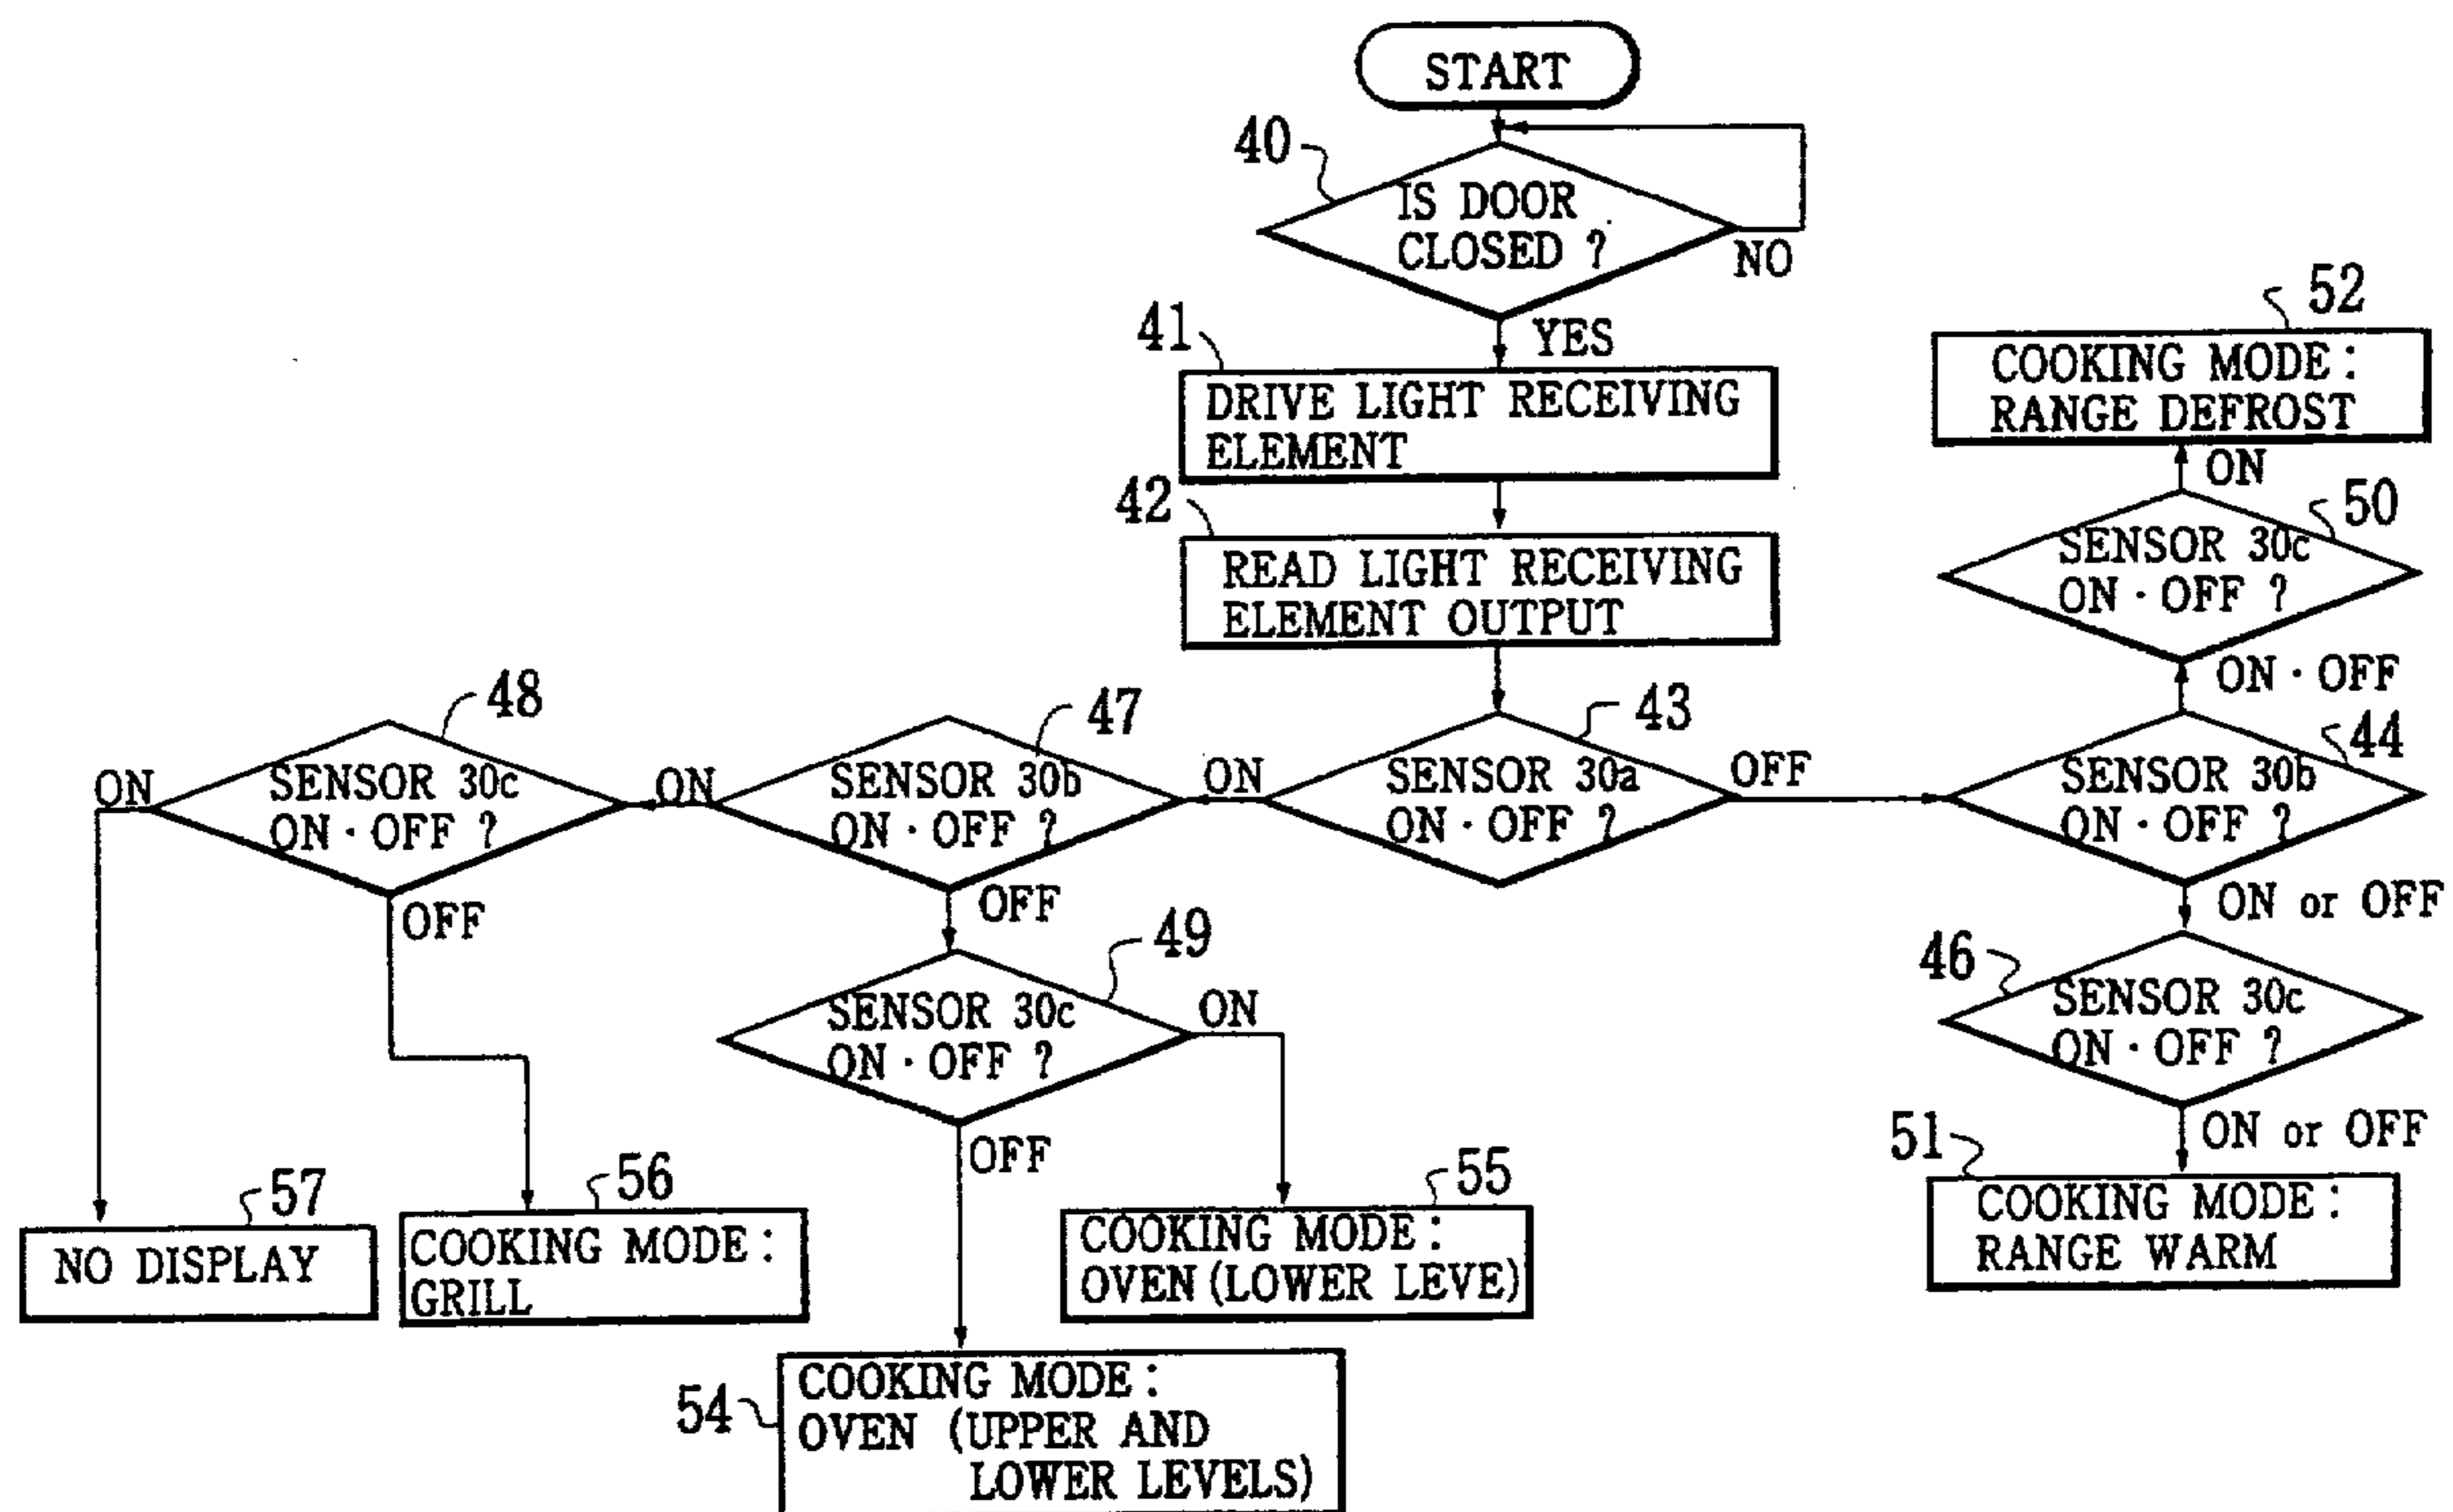 START
40
IS DOOR
CLOSED ?
NO
YES
41
DRIVE LIGHT RECEIVING
ELEMENT
42
READ LIGHT RECEIVING
ELEMENT OUTPUT
52
COOKING MODE :
RANGE DEFROST
ON
50
SENSOR 30c
ON · OFF ?
ON · OFF
48
SENSOR 30c
ON · OFF ?
ON
OFF
47
SENSOR 30b
ON · OFF ?
ON
OFF
43
SENSOR 30a
ON · OFF ?
ON
OFF
44
SENSOR 30b
ON · OFF ?
ON or OFF
49
SENSOR 30c
ON · OFF ?
ON
OFF
46
SENSOR 30c
ON · OFF ?
ON or OFF
57
NO DISPLAY
56
COOKING MODE :
GRILL
55
COOKING MODE :
OVEN (LOWER LEVE)
51
COOKING MODE :
RANGE WARM
54
COOKING MODE :
OVEN (UPPER AND
LOWER LEVELS)